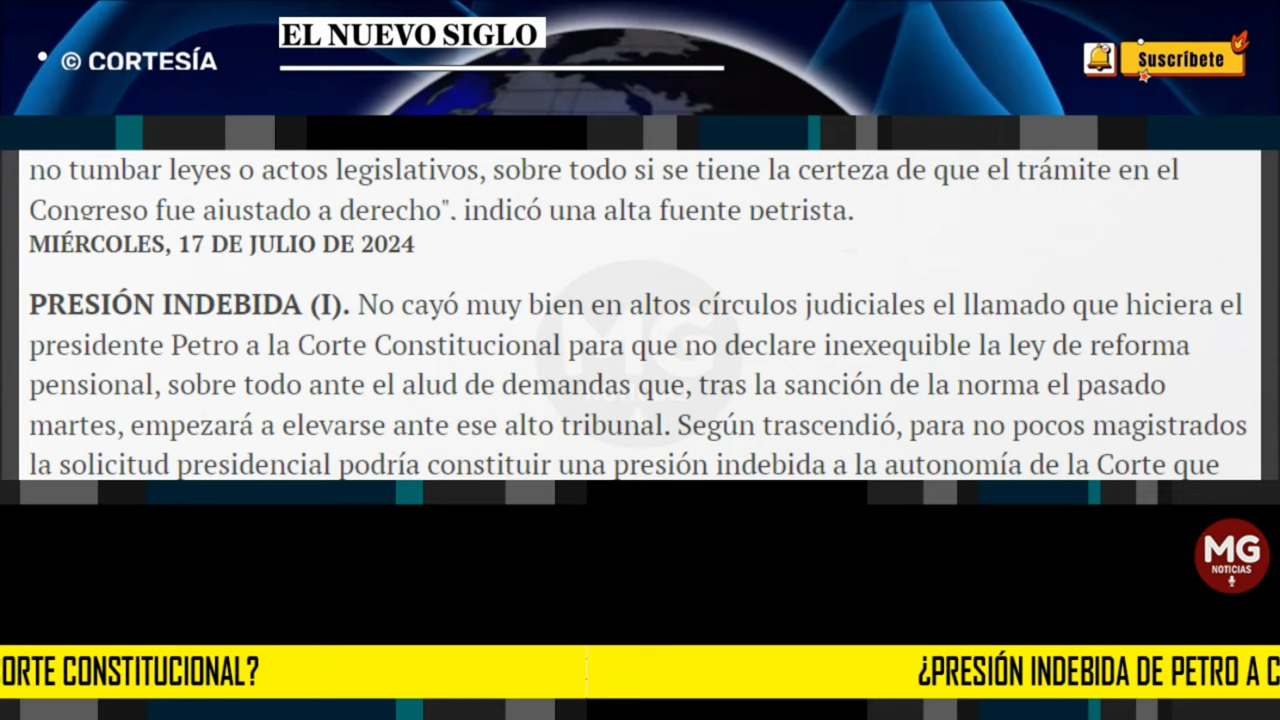 EL NUEVO SIGLO
© CORTESÍA
Suscríbete
no tumbar leyes o actos legislativos, sobre todo si se tiene la certeza de que el trámite en el
Congreso fue ajustado a derecho", indicó una alta fuente petrista.
MIÉRCOLES, 17 DE JULIO DE 2024
PRESIÓN INDEBIDA (I). No cayó muy bien en altos círculos judiciales el llamado que hiciera el
presidente Petro a la Corte Constitucional para que no declare inexequible la ley de reforma
pensional, sobre todo ante el alud de demandas que, tras la sanción de la norma el pasado
martes, empezará a elevarse ante ese alto tribunal. Según trascendió, para no pocos magistrados
la solicitud presidencial podría constituir una presión indebida a la autonomía de la Corte que
MG
NOTICIAS
MG
NOTICIAS
ORTE CONSTITUCIONAL?
¿PRESIÓN INDEBIDA DE PETRO A C